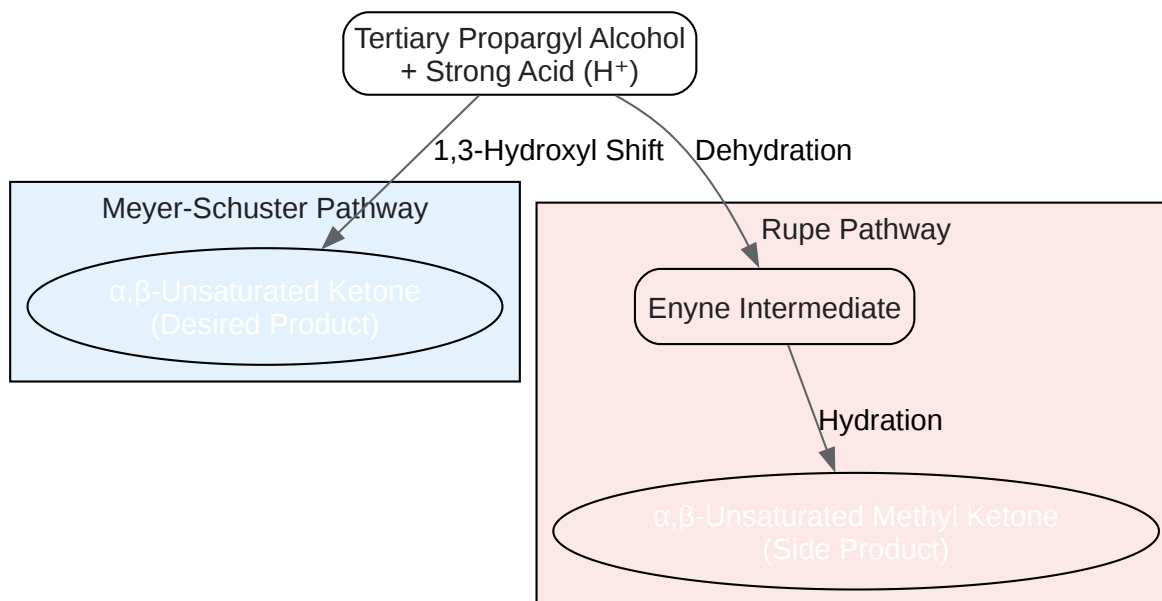 Tertiary Propargyl Alcohol
+ Strong Acid (H⁺)
1,3-Hydroxyl Shift
Dehydration
Meyer-Schuster Pathway
α,β-Unsaturated Ketone
(Desired Product)
Rupe Pathway
Enyne Intermediate
Hydration
α,β-Unsaturated Methyl Ketone
(Side Product)